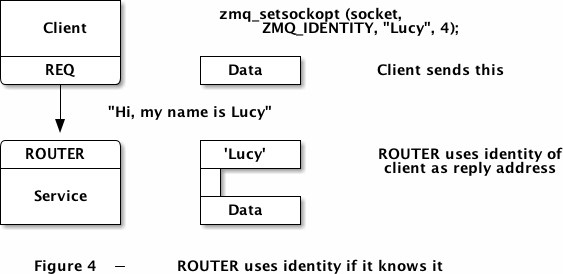 Client
zmq_setsockopt (socket,
ZMQ_IDENTITY, "Lucy", 4);
REQ
Data
Client sends this
"Hi, my name is Lucy"
ROUTER
'Lucy'
ROUTER uses identity of
client as reply address
Service
Data
Figure 4 – ROUTER uses identity if it knows it